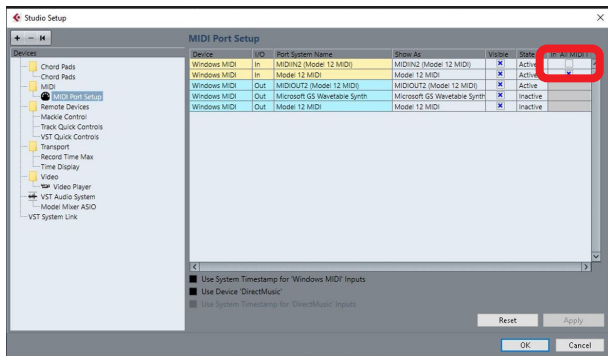 Studio Setup
Devices
Chord Pads
Chord Pads
MIDI
MIDI Port Setup
Remote Devices
Mackie Control
Track Quick Controls
VST Quick Controls
Transport
Record Time Max
Time Display
Video
Video Player
VST Audio System
Model Mixer ASIO
VST System Link
MIDI Port Setup
Device I/O Port System Name Show As Visible State In 'All MIDI I
Windows MIDI In MIDIIN2 (Model 12 MIDI) MIDIIN2 (Model 12 MIDI) Active
Windows MIDI In Model 12 MIDI Model 12 MIDI Active
Windows MIDI Out MIDIOUT2 (Model 12 MIDI) MIDIOUT2 (Model 12 MIDI) Active
Windows MIDI Out Microsoft GS Wavetable Synth Microsoft GS Wavetable Synth Inactive
Windows MIDI Out Model 12 MIDI Model 12 MIDI Inactive
Use System Timestamp for 'Windows MIDI' Inputs
Use Device 'DirectMusic'
Use System Timestamp for 'DirectMusic' Inputs
Reset Apply
OK Cancel